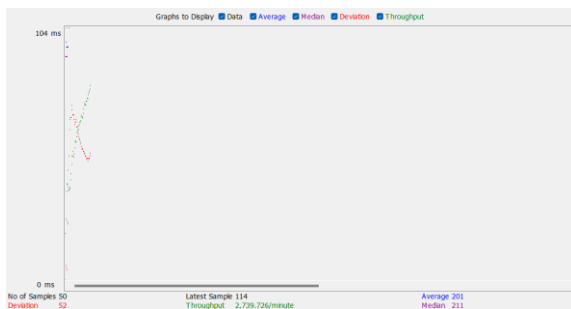 Graphs to Display Data Average Median Deviation Throughput
104 ms
0 ms
No of Samples 50 Latest Sample 114 Average 201
Deviation 52 Throughput 2,739.726/minute Median 211